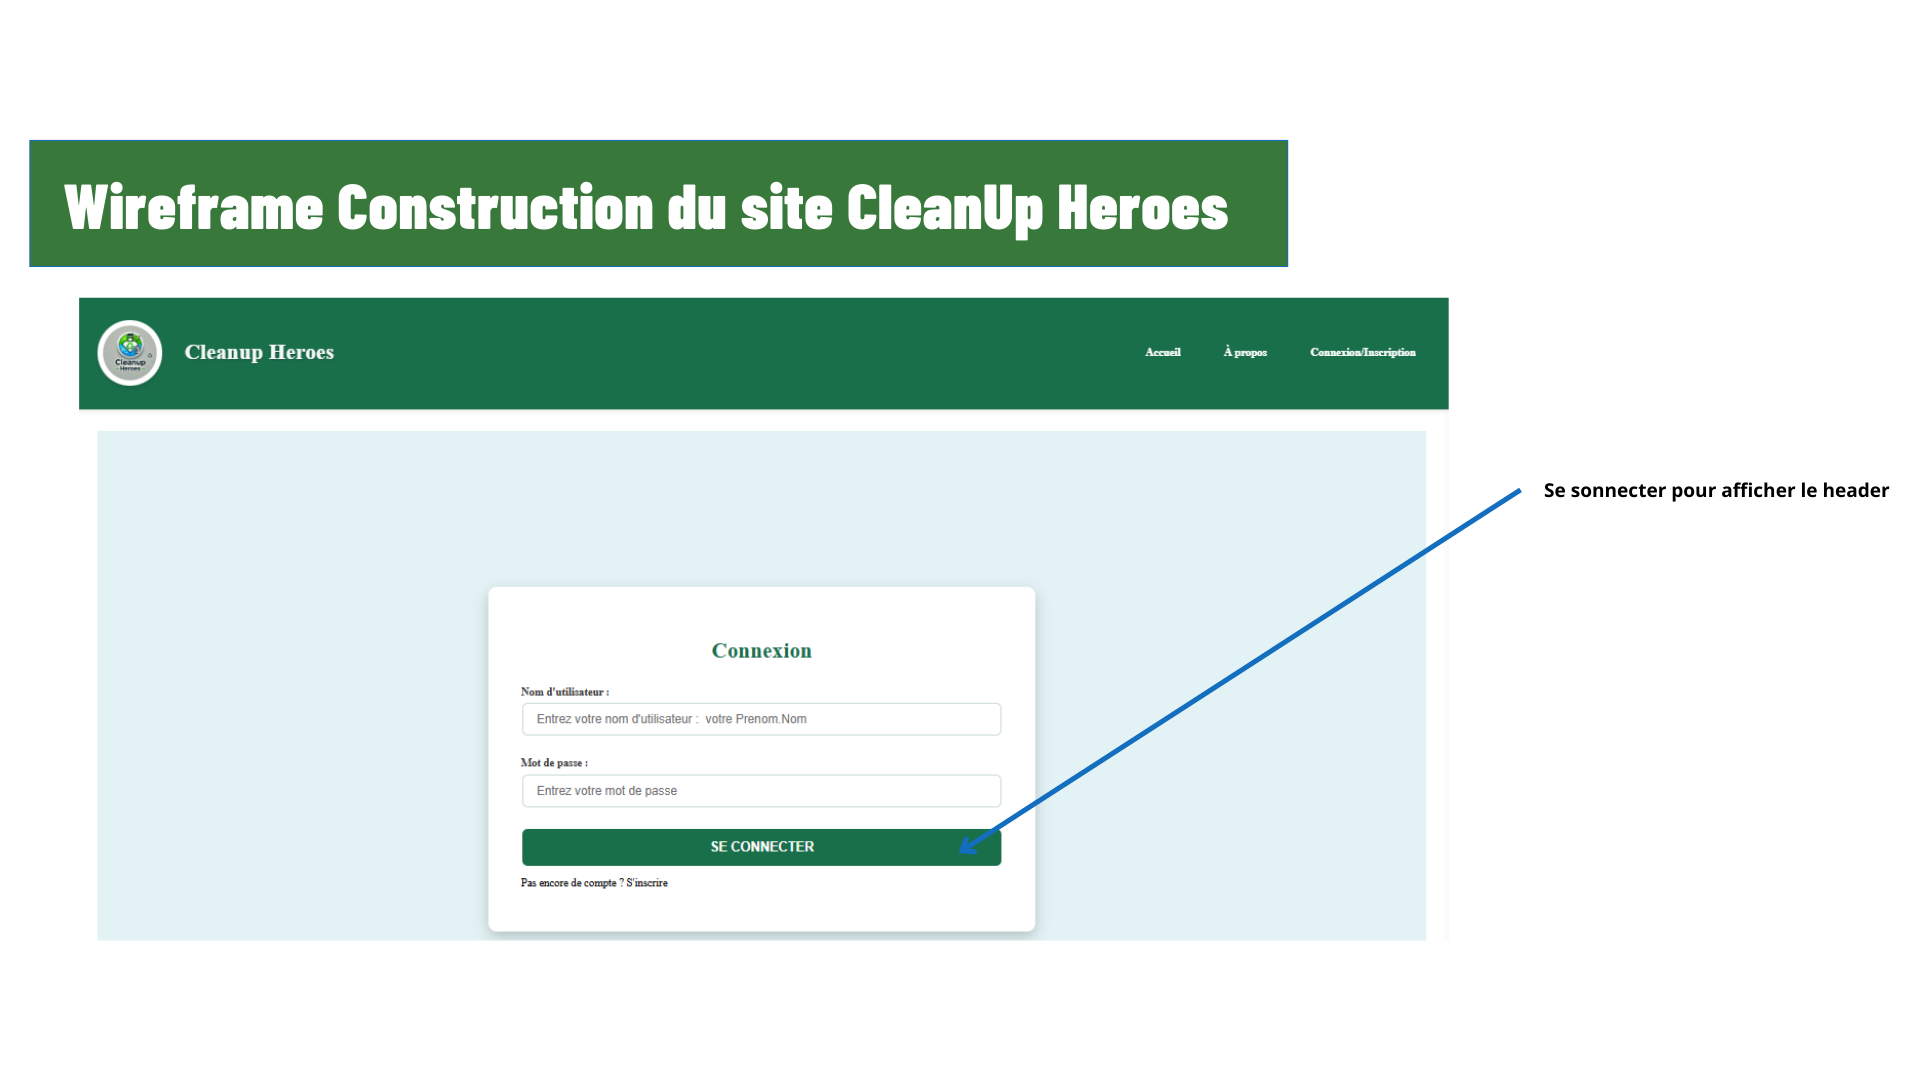 Wireframe Construction du site CleanUp Heroes
Cleanup
Heroes
Cleanup Heroes
Accueil
À propos
Connexion/Inscription
Se sonnecter pour afficher le header
Connexion
Nom d'utilisateur :
Entrez votre nom d'utilisateur :  votre Prenom.Nom
Mot de passe :
Entrez votre mot de passe
SE CONNECTER
Pas encore de compte ? S'inscrire